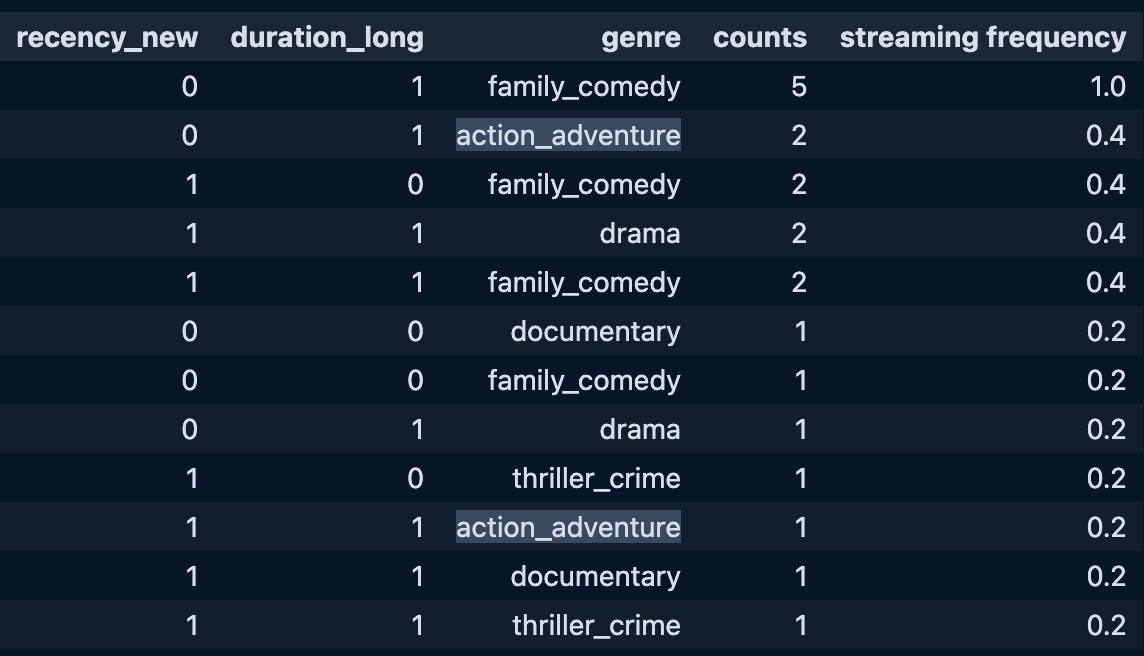 recency_new duration_long genre counts streaming frequency
0 1 family_comedy 5 1.0
0 1 action_adventure 2 0.4
1 0 family_comedy 2 0.4
1 1 drama 2 0.4
1 1 family_comedy 2 0.4
0 0 documentary 1 0.2
0 0 family_comedy 1 0.2
0 1 drama 1 0.2
1 0 thriller_crime 1 0.2
1 1 action_adventure 1 0.2
1 1 documentary 1 0.2
1 1 thriller_crime 1 0.2